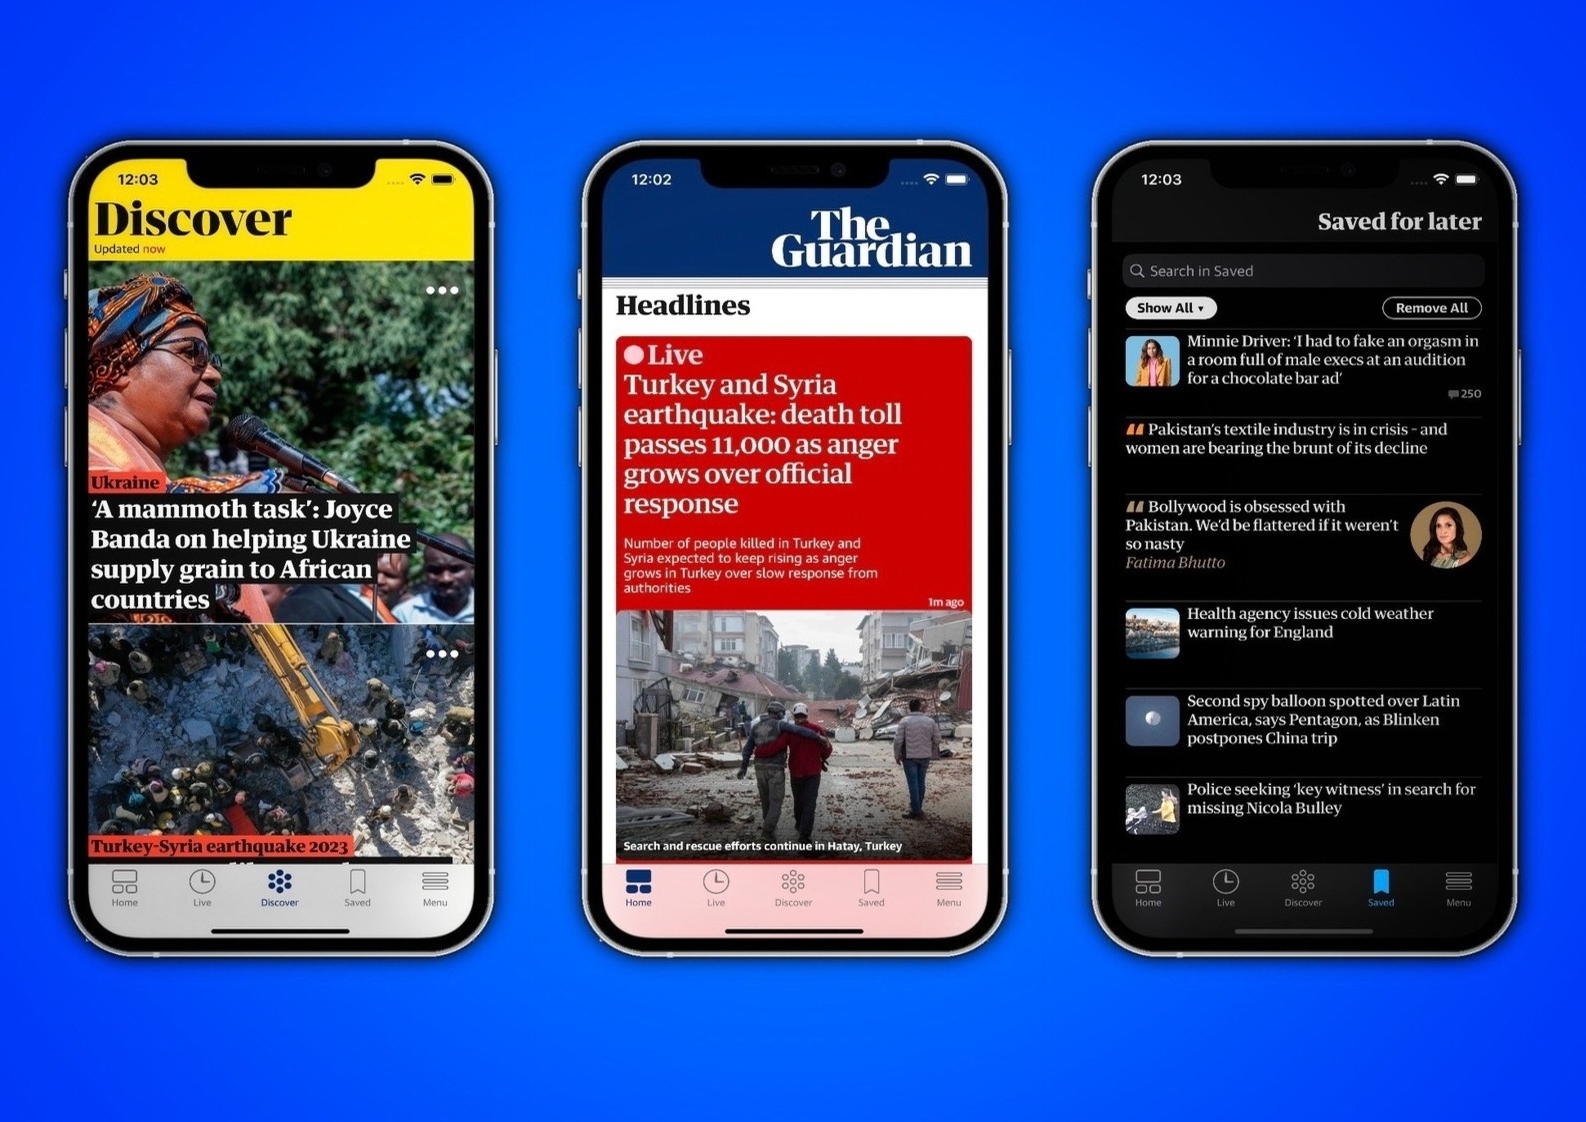 12:03
Discover
Updated now
Ukraine
‘A mammoth task’: Joyce
Banda on helping Ukraine
supply grain to African
countries
Turkey-Syria earthquake 2023
Home
Live
Discover
Saved
Menu
12:02
The
Guardian
Headlines
Live
Turkey and Syria
earthquake: death toll
passes 11,000 as anger
grows over official
response
Number of people killed in Turkey and
Syria expected to keep rising as anger
grows in Turkey over slow response from
authorities
1m ago
Search and rescue efforts continue in Hatay, Turkey
Home
Live
Discover
Saved
Menu
12:03
Saved for later
Search in Saved
Show All
Remove All
Minnie Driver: ‘I had to fake an orgasm in
a room full of male execs at an audition
for a chocolate bar ad’
250
Pakistan’s textile industry is in crisis – and
women are bearing the brunt of its decline
Bollywood is obsessed with
Pakistan. We’d be flattered if it weren’t
so nasty
Fatima Bhutto
Health agency issues cold weather
warning for England
Second spy balloon spotted over Latin
America, says Pentagon, as Blinken
postpones China trip
Police seeking ‘key witness’ in search for
missing Nicola Bulley
Home
Live
Discover
Saved
Menu